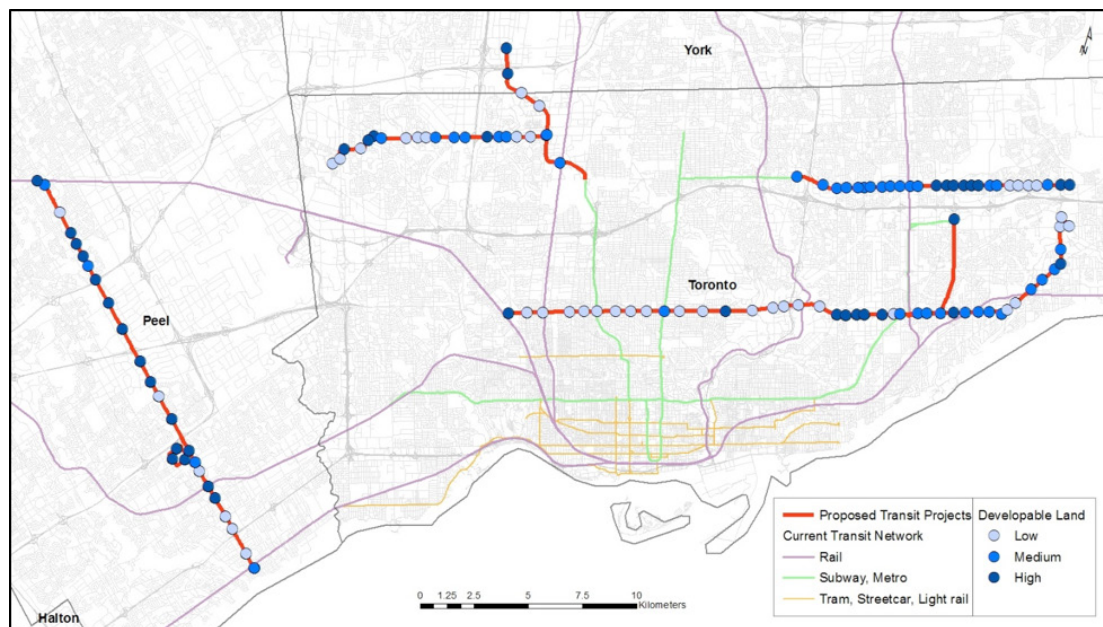 York
N
Toronto
Peel
Halton
0 1.25 2.5 5 7.5 10
Kilometers
Proposed Transit Projects
Current Transit Network
Rail
Subway, Metro
Tram, Streetcar, Light rail
Developable Land
Low
Medium
High